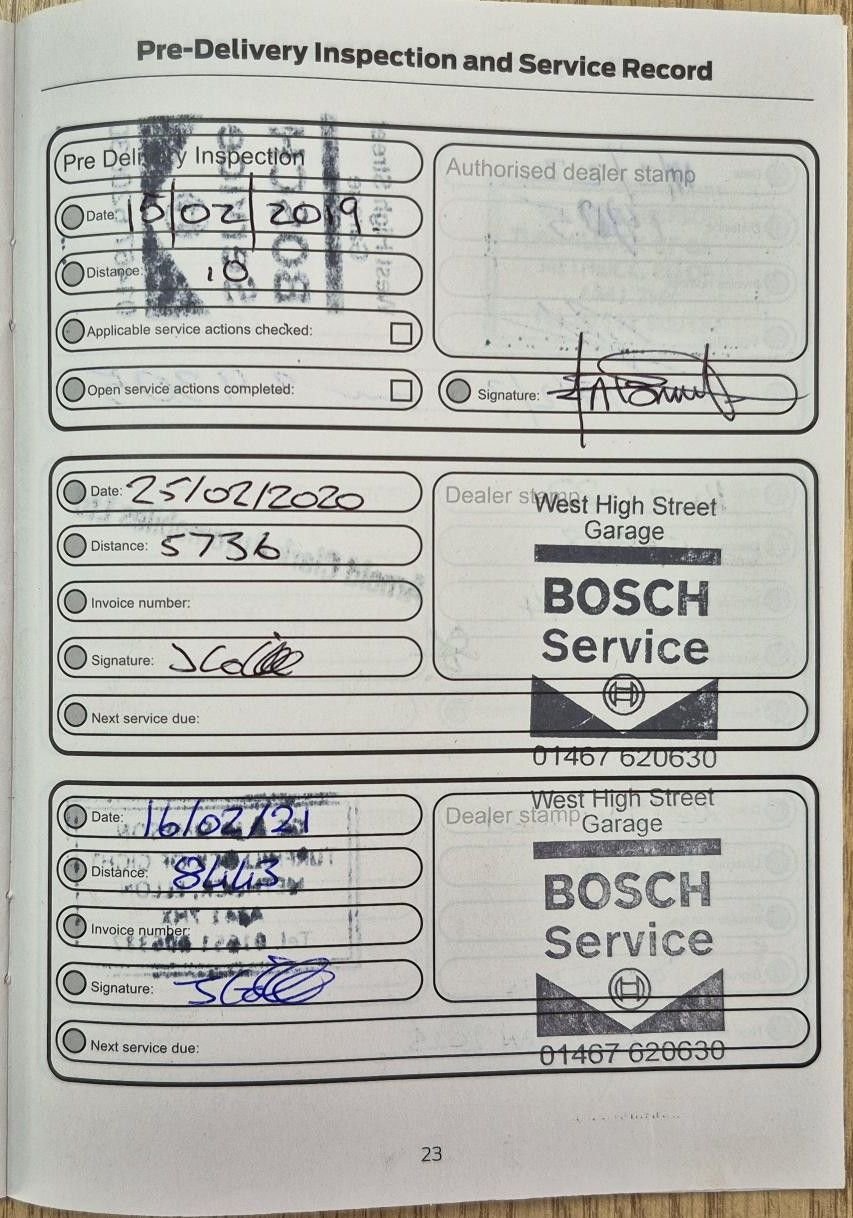 Pre-Delivery Inspection and Service Record
Pre Delivery Inspection
Date: 15/02/2019
Distance: 10
Applicable service actions checked:
Open service actions completed:
Authorised dealer stamp
Signature:
Date: 25/02/2020
Distance: 5736
Invoice number:
Signature:
Next service due:
Dealer stamp
West High Street
Garage
BOSCH
Service
01467 620630
Date: 16/02/21
Distance: 8443
Invoice number:
Signature:
Next service due:
Dealer stamp
West High Street
Garage
BOSCH
Service
01467 620630
23